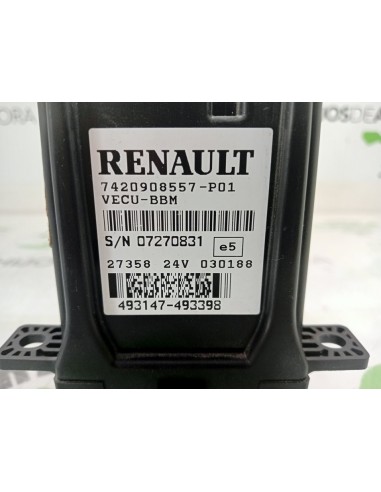 RENAULT
7420908557-P01
VECU-BBM
S/N 07270831 e5
27358 24V 030188
493147-493398